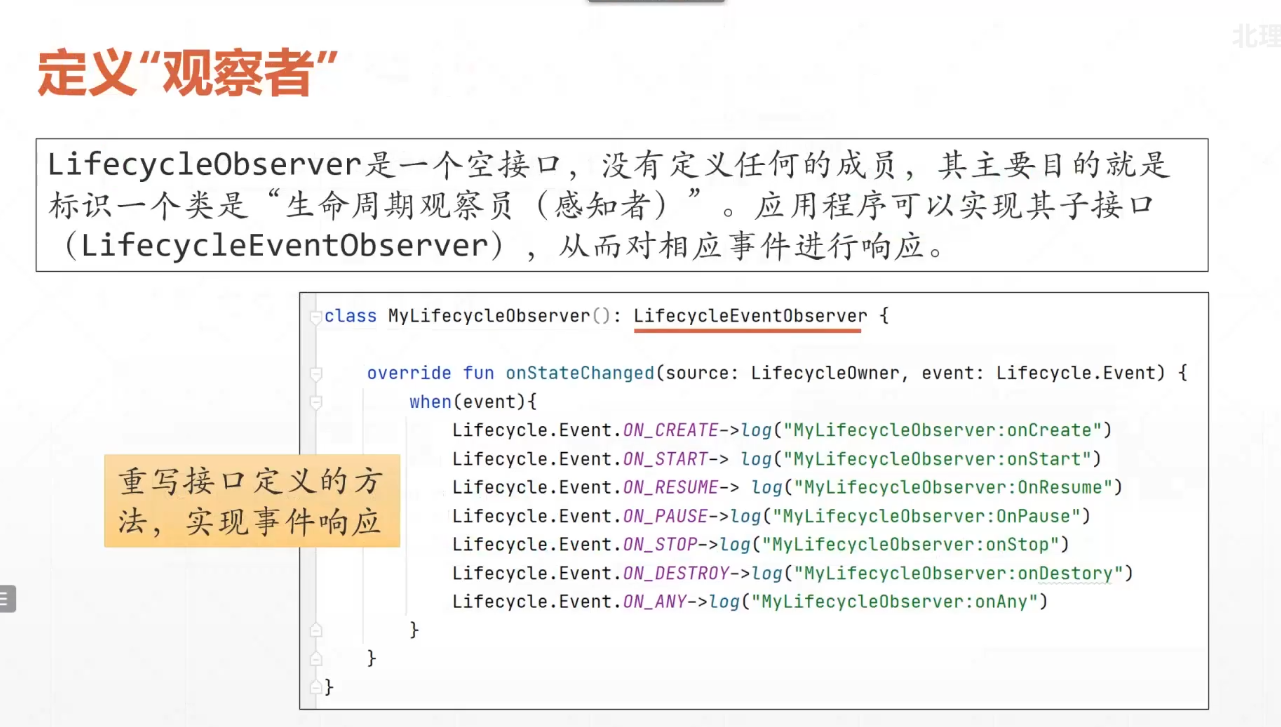 北理
定义“观察者”
LifecycleObserver是一个空接口，没有定义任何的成员，其主要目的就是
标识一个类是“生命周期观察员（感知者）”。应用程序可以实现其子接口
（LifecycleEventObserver），从而对相应事件进行响应。
class MyLifecycleObserver(): LifecycleEventObserver {
override fun onStateChanged(source: LifecycleOwner, event: Lifecycle.Event) {
when(event){
Lifecycle.Event.ON_CREATE->log("MyLifecycleObserver:onCreate")
Lifecycle.Event.ON_START-> log("MyLifecycleObserver:onStart")
Lifecycle.Event.ON_RESUME-> log("MyLifecycleObserver:OnResume")
Lifecycle.Event.ON_PAUSE->log("MyLifecycleObserver:OnPause")
Lifecycle.Event.ON_STOP->log("MyLifecycleObserver:onStop")
Lifecycle.Event.ON_DESTROY->log("MyLifecycleObserver:onDestory")
Lifecycle.Event.ON_ANY->log("MyLifecycleObserver:onAny")
}
}
}
重写接口定义的方
法，实现事件响应